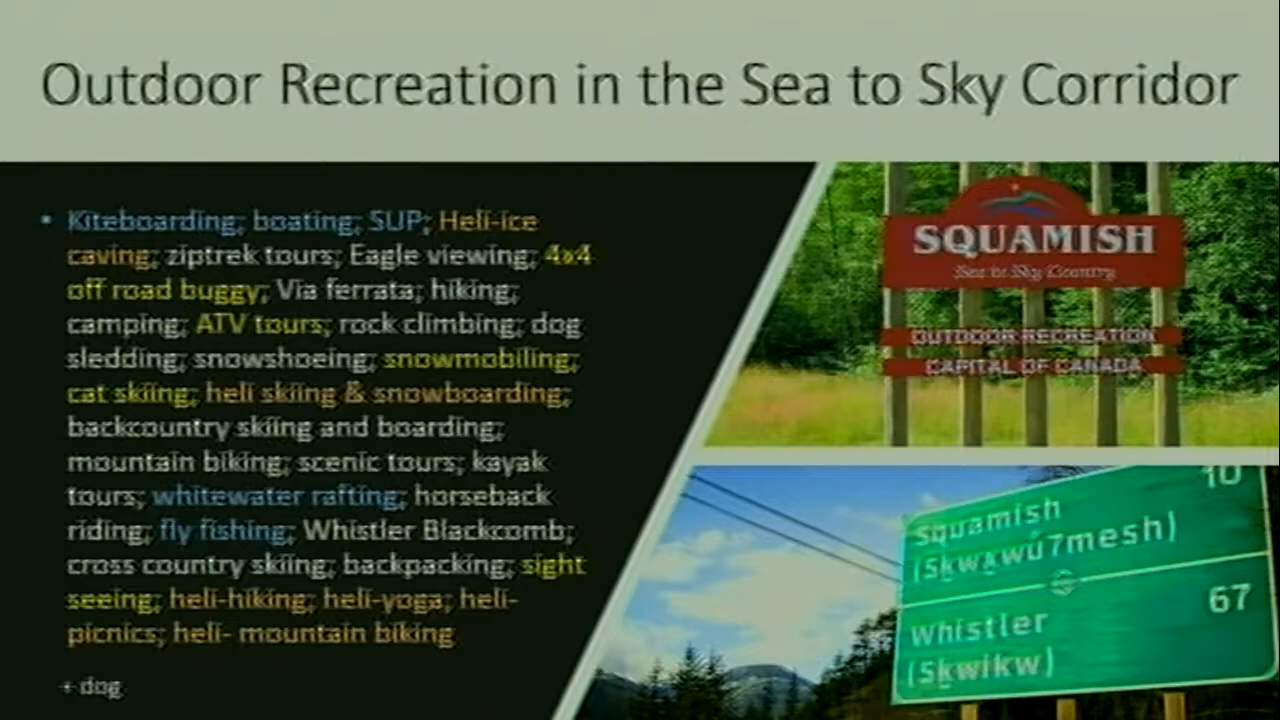 Outdoor Recreation in the Sea to Sky Corridor
• Kiteboarding; boating; SUP; Heli-ice
caving; ziptrek tours; Eagle viewing; 4x4
off road buggy; Via ferrata; hiking;
camping; ATV tours; rock climbing; dog
sledding; snowshoeing; snowmobiling;
cat skiing; heli skiing & snowboarding;
backcountry skiing and boarding;
mountain biking; scenic tours; kayak
tours; whitewater rafting; horseback
riding; fly fishing; Whistler Blackcomb;
cross country skiing; backpacking; sight
seeing; heli-hiking; heli-yoga; heli-
picnics; heli- mountain biking
+ dog
SQUAMISH
Sea to Sky Country
OUTDOOR RECREATION
CAPITAL OF CANADA
Squamish 10
(Sḵwx̱wú7mesh)
Whistler 67
(Sḵwiḵw)